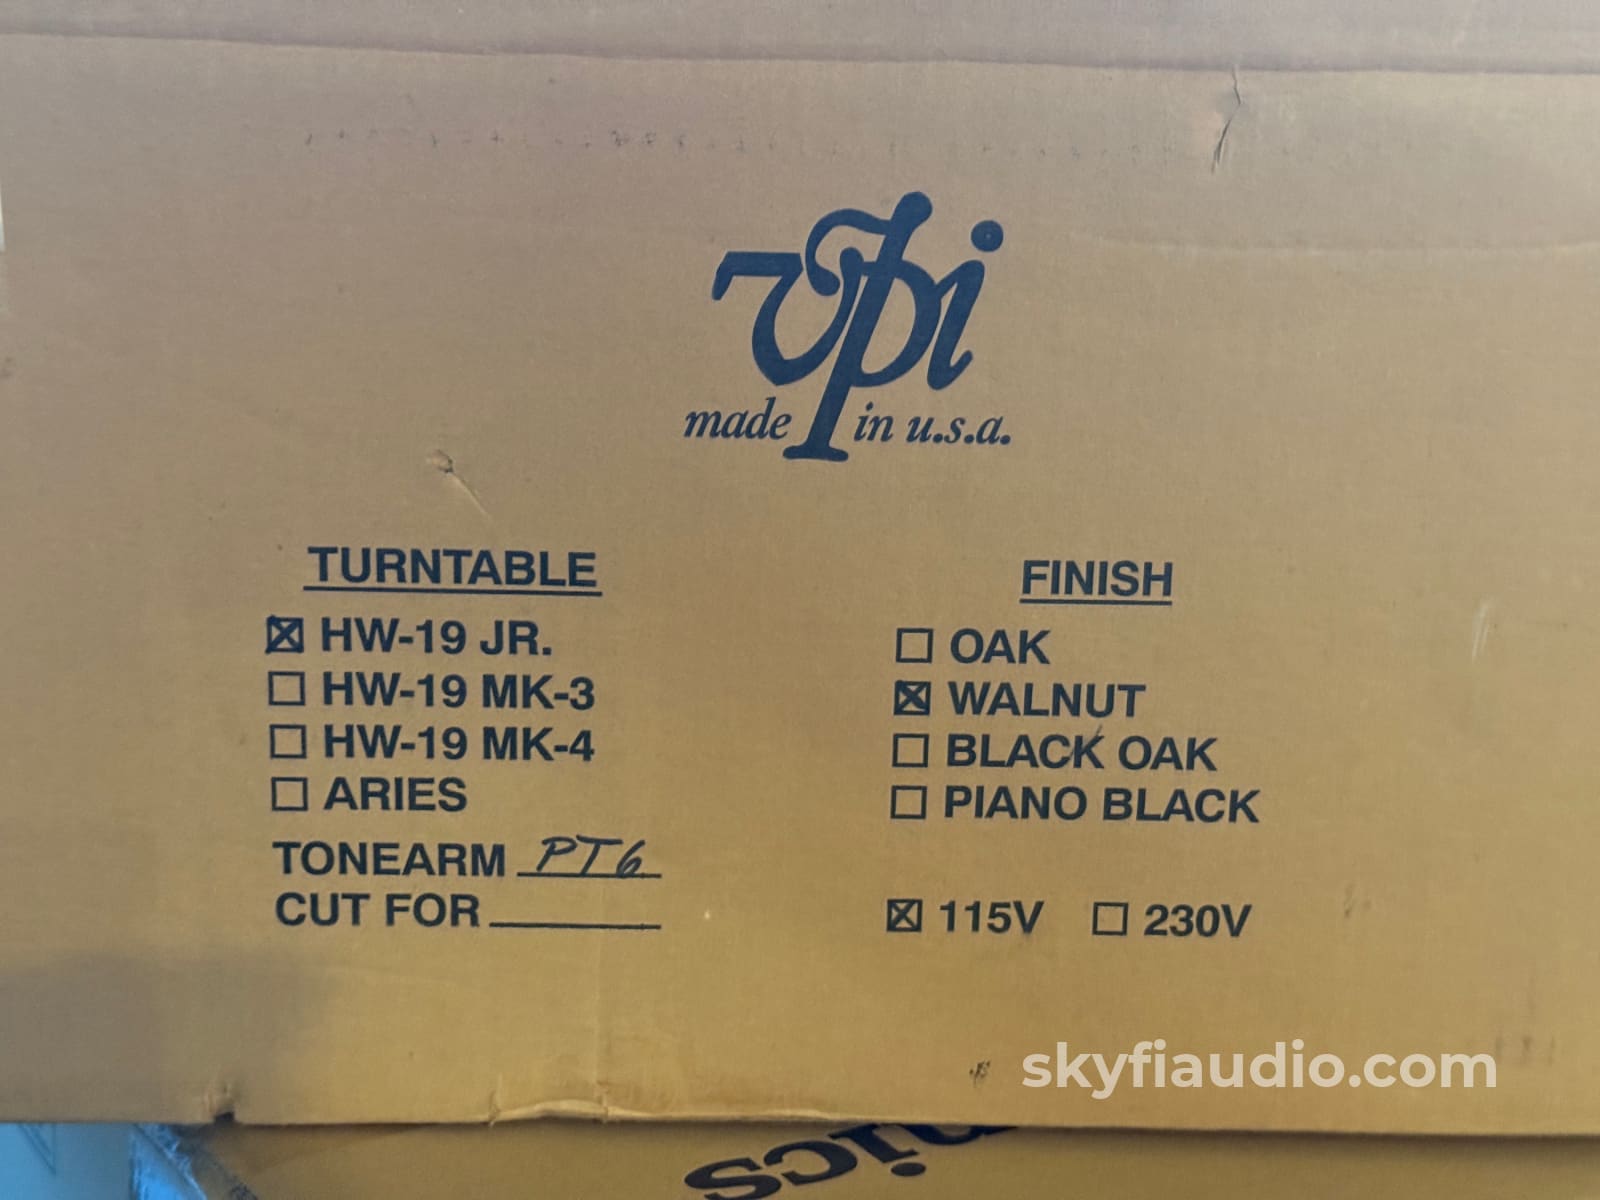 vpi
made in u.s.a.
TURNTABLE
☒ HW-19 JR.
☐ HW-19 MK-3
☐ HW-19 MK-4
☐ ARIES
TONEARM PT6
CUT FOR
FINISH
☐ OAK
☒ WALNUT
☐ BLACK OAK
☐ PIANO BLACK
☒ 115V ☐ 230V
skyfiaudio.com